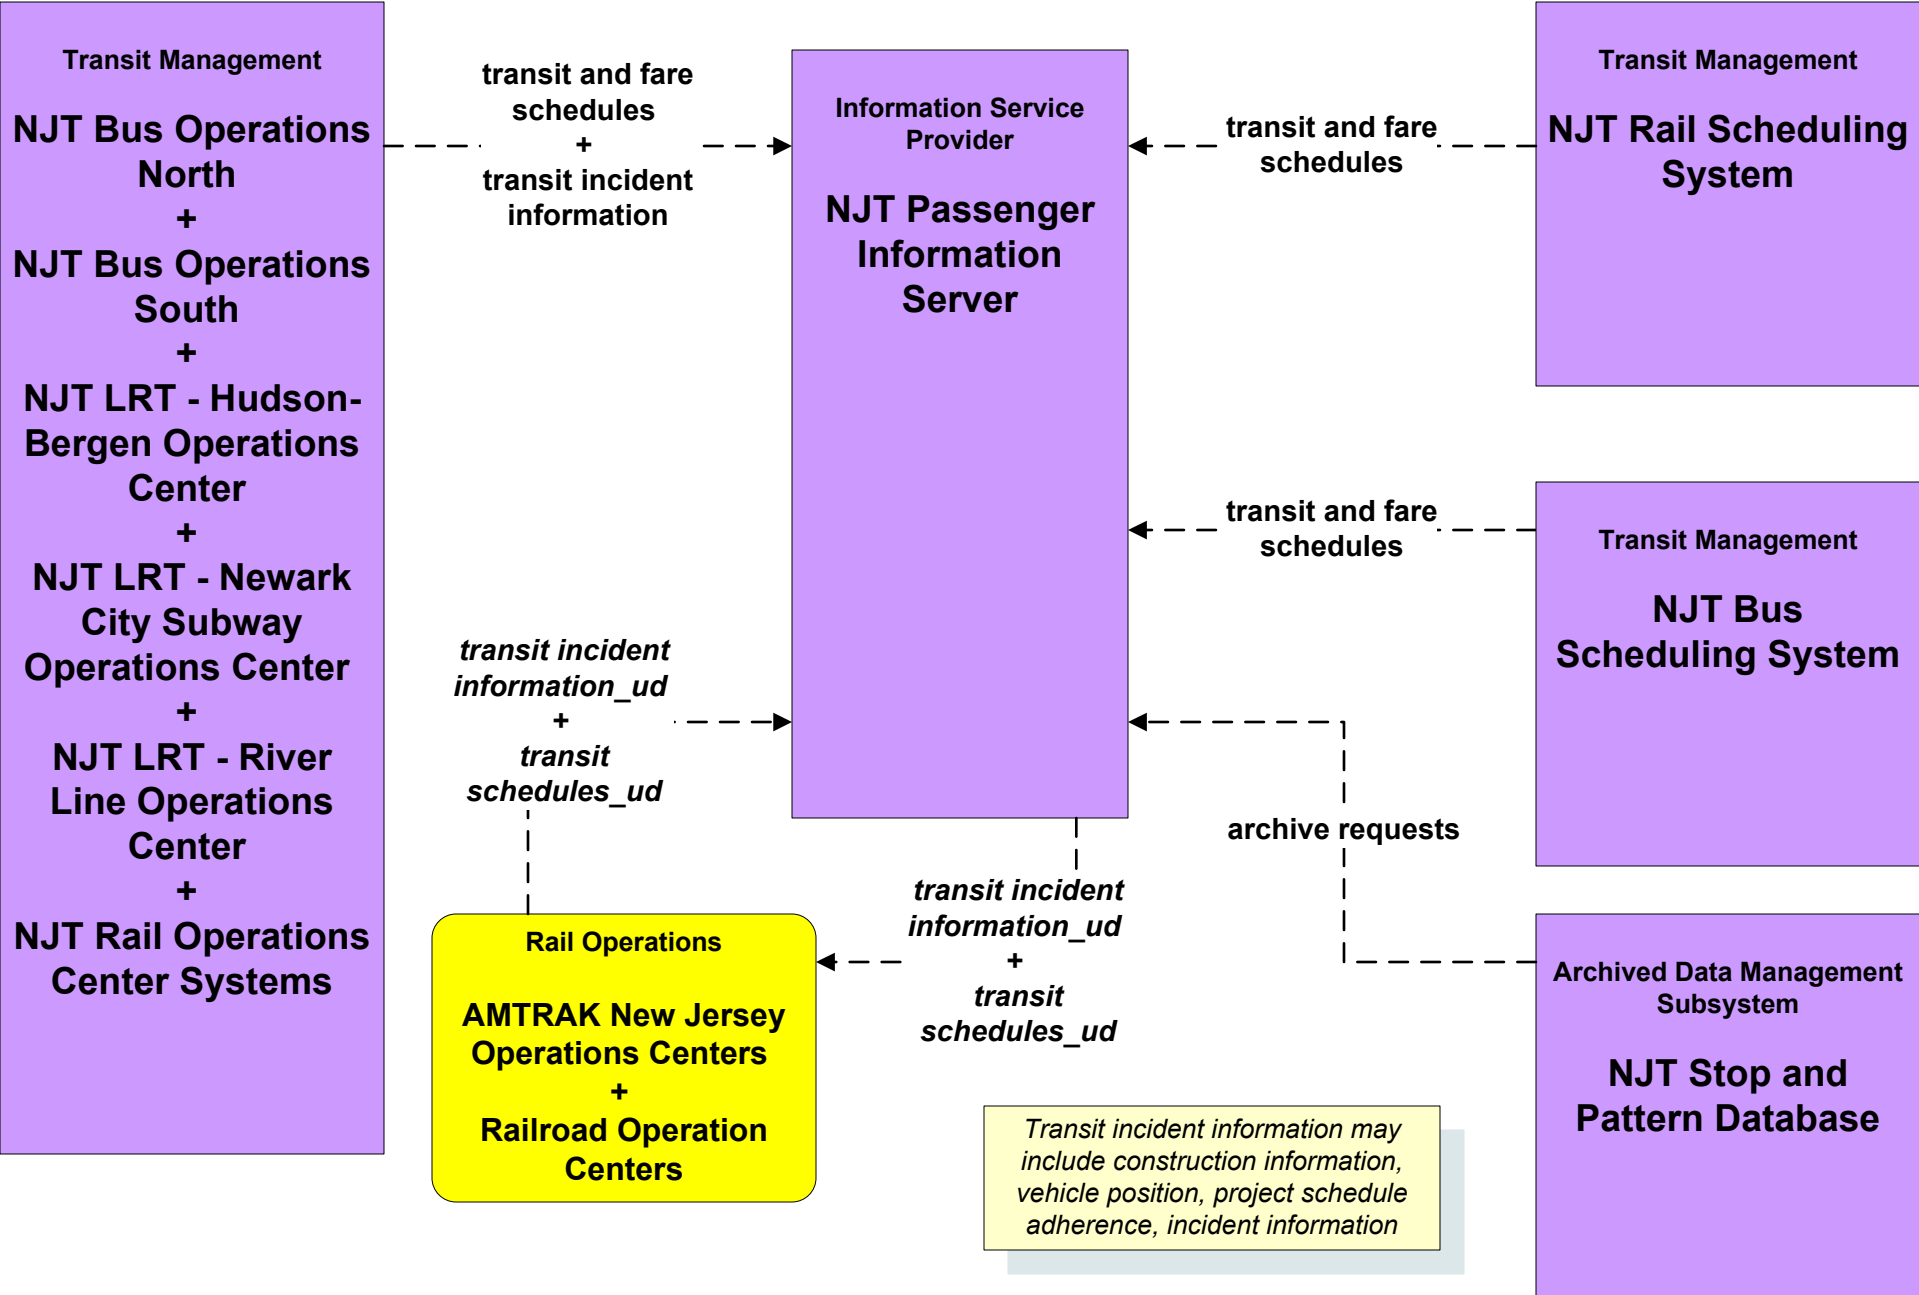 Transit Management
NJT Bus Operations
North
+
NJT Bus Operations
South
+
NJT LRT - Hudson-
Bergen Operations
Center
+
NJT LRT - Newark
City Subway
Operations Center
+
NJT LRT - River
Line Operations
Center
+
NJT Rail Operations
Center Systems
transit and fare
schedules
+
transit incident
information
Information Service
Provider
NJT Passenger
Information
Server
transit and fare
schedules
Transit Management
NJT Rail Scheduling
System
transit and fare
schedules
Transit Management
NJT Bus
Scheduling System
transit incident
information_ud
+
transit
schedules_ud
archive requests
transit incident
information_ud
+
transit
schedules_ud
Rail Operations
AMTRAK New Jersey
Operations Centers
+
Railroad Operation
Centers
Archived Data Management
Subsystem
NJT Stop and
Pattern Database
Transit incident information may
include construction information,
vehicle position, project schedule
adherence, incident information